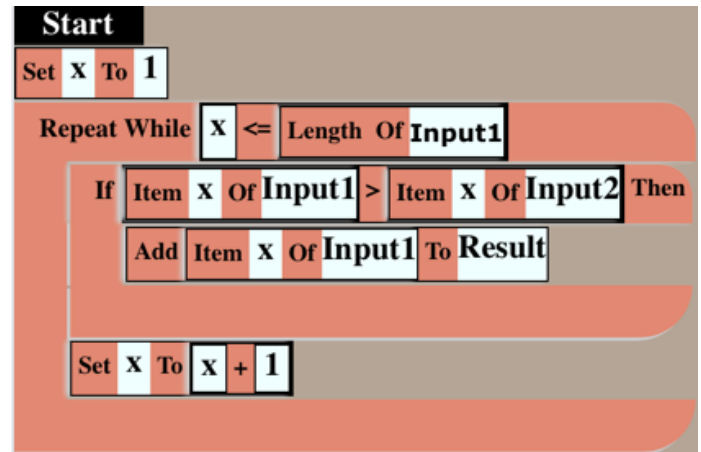 Start
Set x To 1
Repeat While x <= Length Of Input1
If Item x Of Input1 > Item x Of Input2 Then
Add Item x Of Input1 To Result
Set x To x + 1